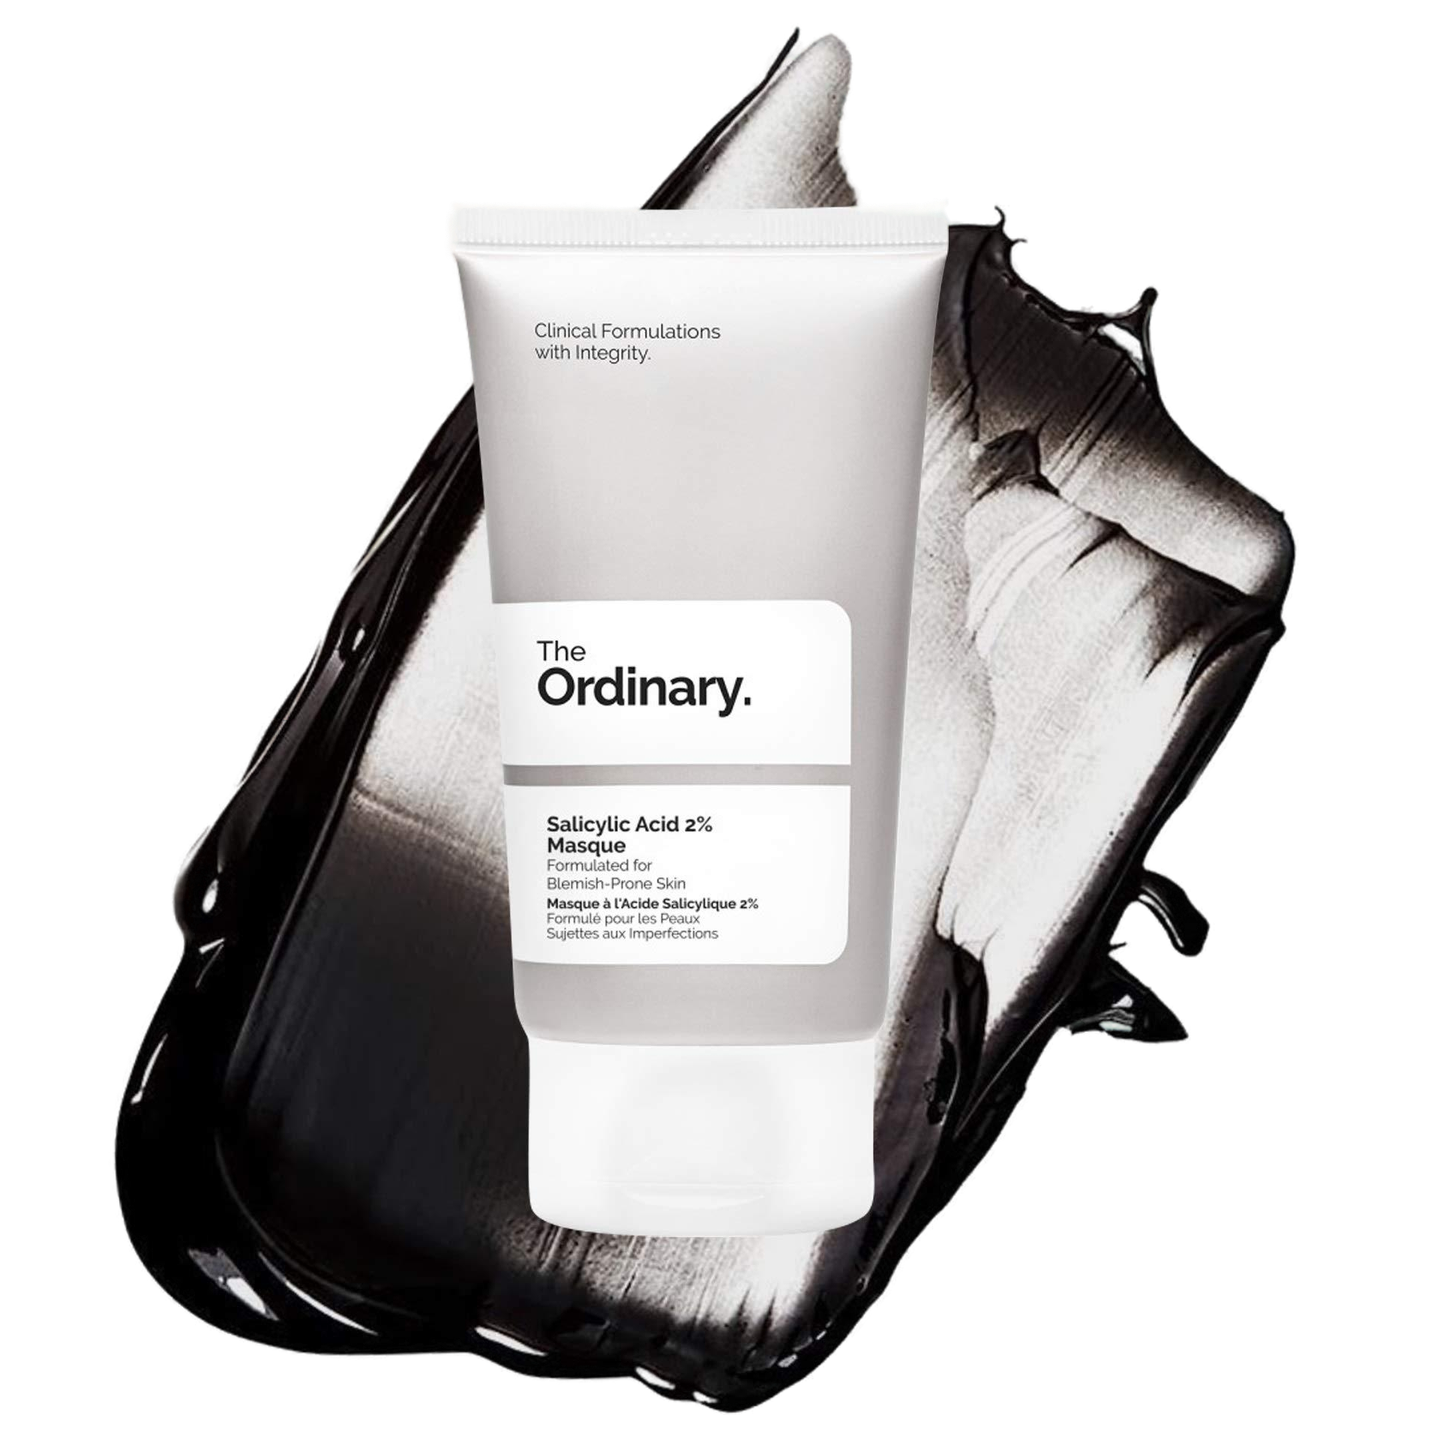 Clinical Formulations
with Integrity.
The
Ordinary.
Salicylic Acid 2%
Masque
Formulated for
Blemish-Prone Skin
Masque à l'Acide Salicylique 2%
Formulé pour les Peaux
Sujettes aux Imperfections